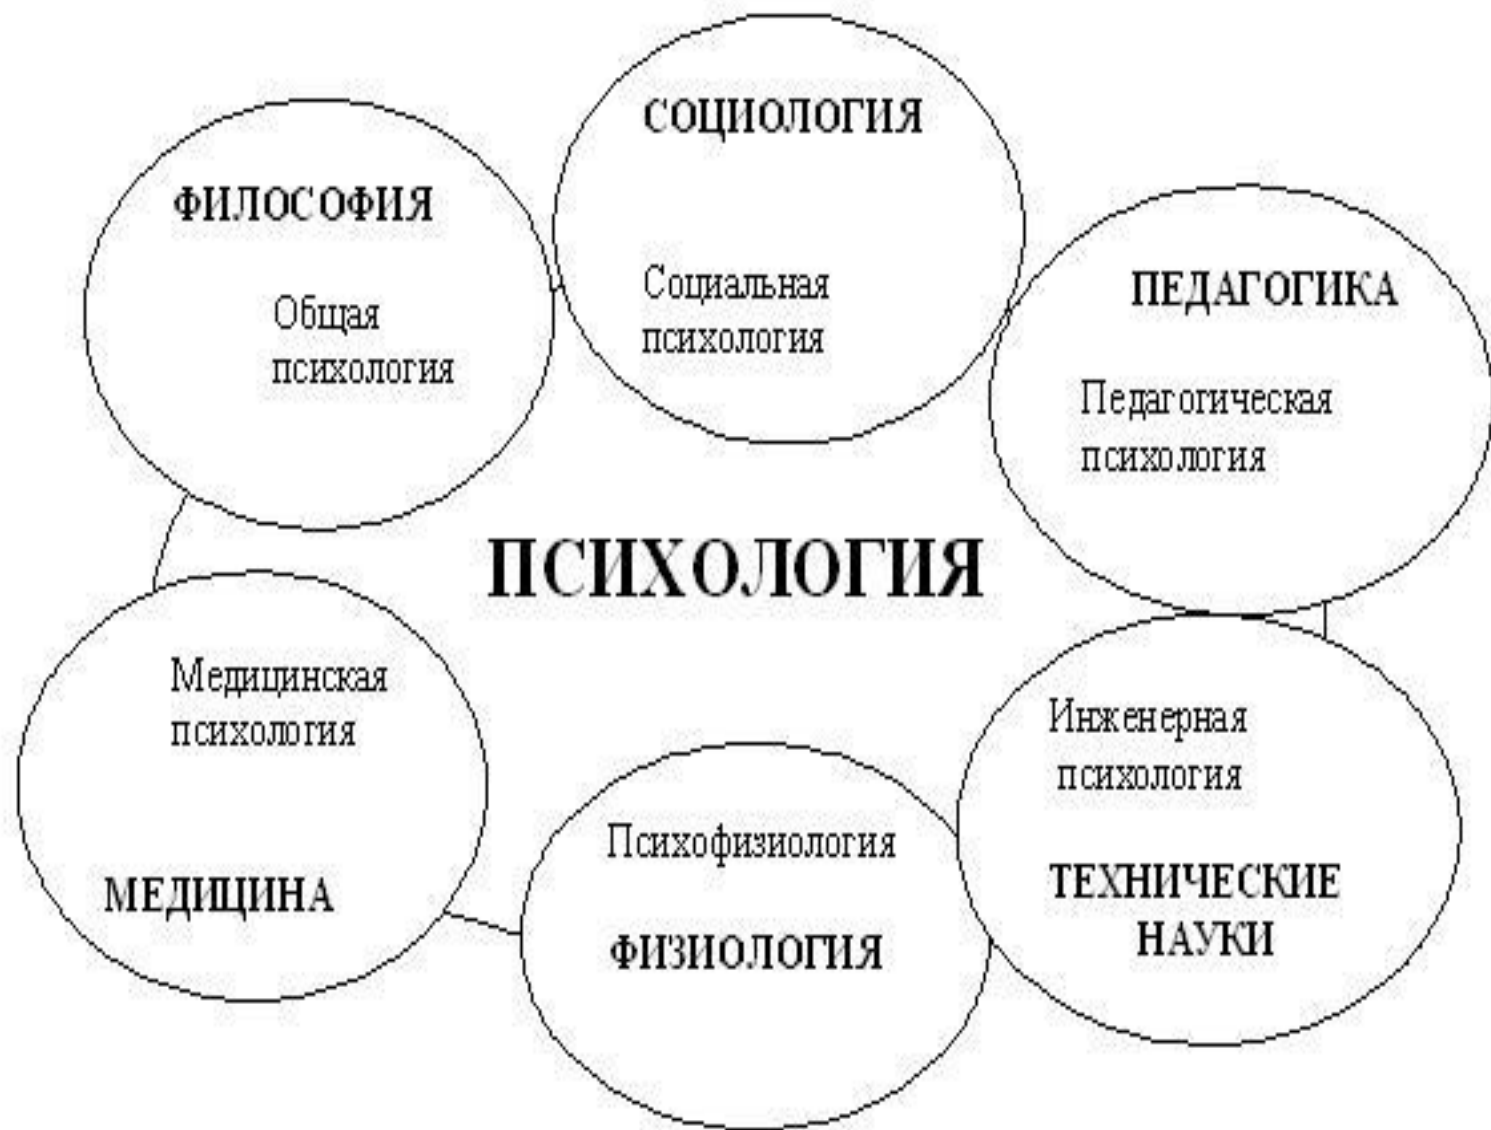 СОЦИОЛОГИЯ
Социальная
психология
ФИЛОСОФИЯ
Общая
психология
ПЕДАГОГИКА
Педагогическая
психология
ПСИХОЛОГИЯ
Медицинская
психология
МЕДИЦИНА
Психофизиология
ФИЗИОЛОГИЯ
Инженерная
психология
ТЕХНИЧЕСКИЕ
НАУКИ